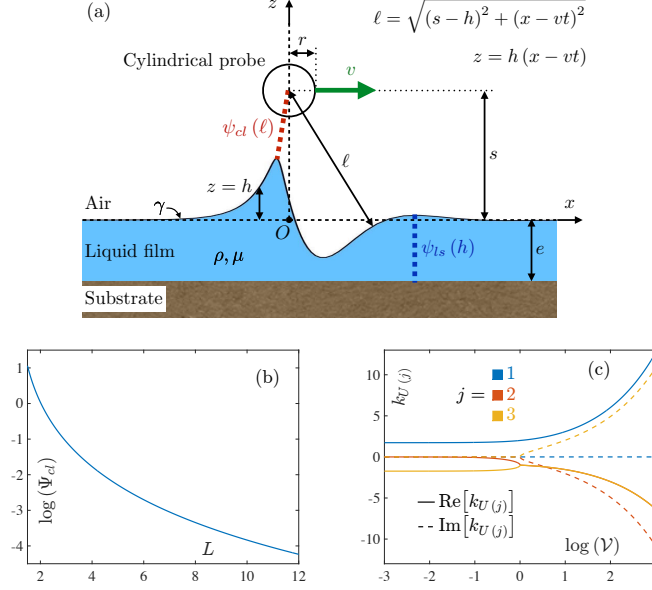 (a)
z
r
ℓ = √((s − h)² + (x − vt)²)
z = h (x − vt)
Cylindrical probe
v
ψ_cl (ℓ)
ℓ
s
z = h
γ
Air
x
O
Liquid film
ρ, μ
ψ_ls (h)
e
Substrate
(b)
log (Ψ_cl)
1
0
-1
-2
-3
-4
L
2 4 6 8 10 12
(c)
k_U(j)
10
5
0
-5
-10
j = 1
2
3
Re[k_U(j)]
Im[k_U(j)]
log (𝒱)
-3 -2 -1 0 1 2